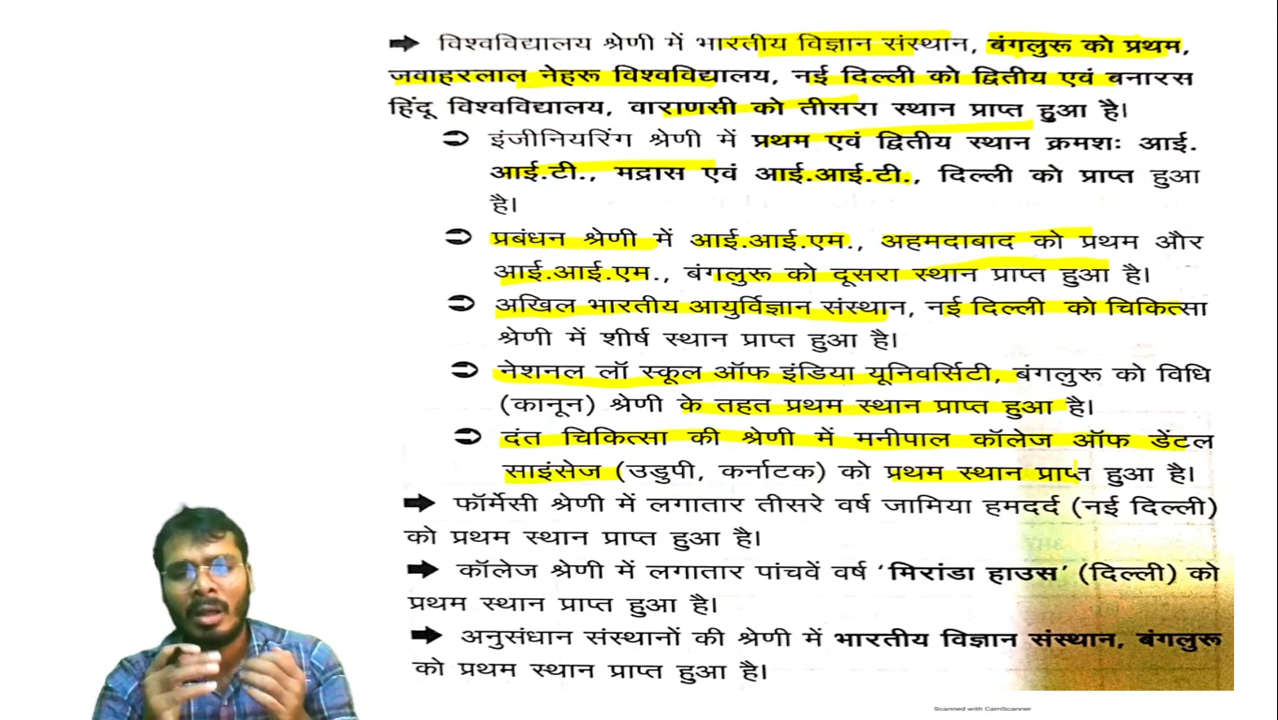 ➡ विश्वविद्यालय श्रेणी में भारतीय विज्ञान संस्थान, बंगलुरू को प्रथम,
जवाहरलाल नेहरू विश्वविद्यालय, नई दिल्ली को द्वितीय एवं बनारस
हिंदू विश्वविद्यालय, वाराणसी को तीसरा स्थान प्राप्त हुआ है।
➲ इंजीनियरिंग श्रेणी में प्रथम एवं द्वितीय स्थान क्रमशः आई.
आई.टी., मद्रास एवं आई.आई.टी., दिल्ली को प्राप्त हुआ
है।
➲ प्रबंधन श्रेणी में आई.आई.एम., अहमदाबाद को प्रथम और
आई.आई.एम., बंगलुरू को दूसरा स्थान प्राप्त हुआ है।
➲ अखिल भारतीय आयुर्विज्ञान संस्थान, नई दिल्ली को चिकित्सा
श्रेणी में शीर्ष स्थान प्राप्त हुआ है।
➲ नेशनल लॉ स्कूल ऑफ इंडिया यूनिवर्सिटी, बंगलुरू को विधि
(कानून) श्रेणी के तहत प्रथम स्थान प्राप्त हुआ है।
➲ दंत चिकित्सा की श्रेणी में मनीपाल कॉलेज ऑफ डेंटल
साइंसेज (उडुपी, कर्नाटक) को प्रथम स्थान प्राप्त हुआ है।
➡ फॉर्मेसी श्रेणी में लगातार तीसरे वर्ष जामिया हमदर्द (नई दिल्ली)
को प्रथम स्थान प्राप्त हुआ है।
➡ कॉलेज श्रेणी में लगातार पांचवें वर्ष ‘मिरांडा हाउस’ (दिल्ली) को
प्रथम स्थान प्राप्त हुआ है।
➡ अनुसंधान संस्थानों की श्रेणी में भारतीय विज्ञान संस्थान, बंगलुरू
को प्रथम स्थान प्राप्त हुआ है।
Scanned with CamScanner